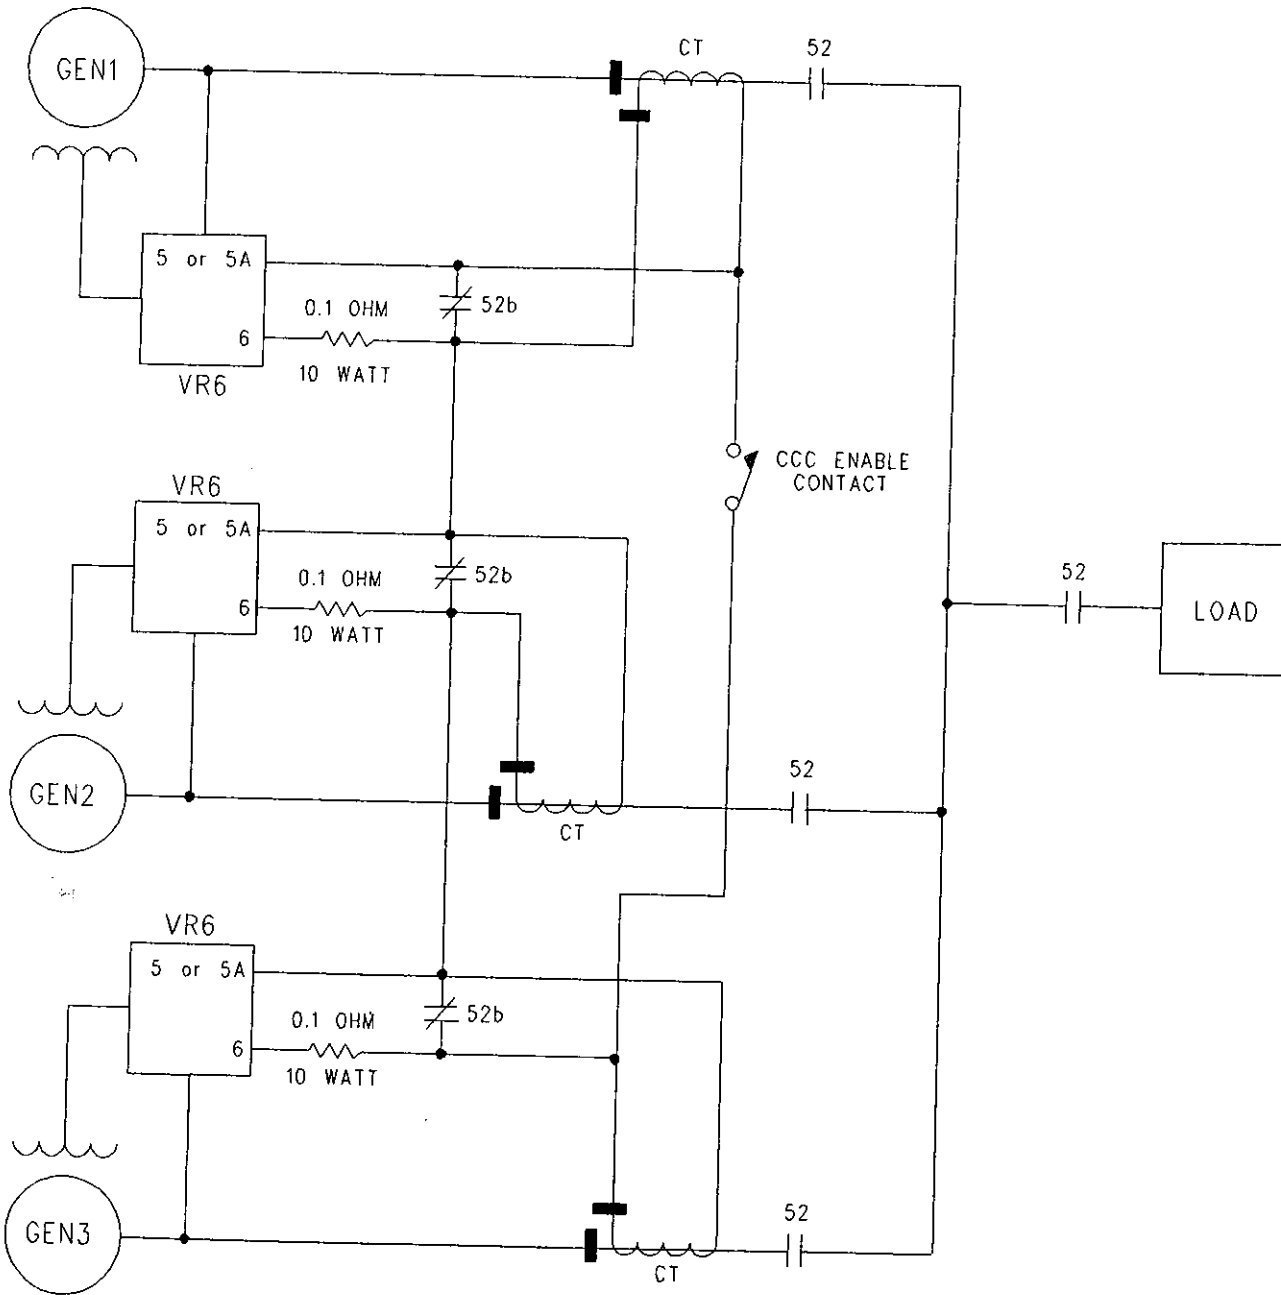 CT
52
GEN1
5 or 5A
0.1 OHM
52b
6
10 WATT
VR6
CCC ENABLE
CONTACT
VR6
5 or 5A
0.1 OHM
52b
6
10 WATT
52
LOAD
GEN2
52
CT
VR6
5 or 5A
0.1 OHM
52b
6
10 WATT
GEN3
52
CT